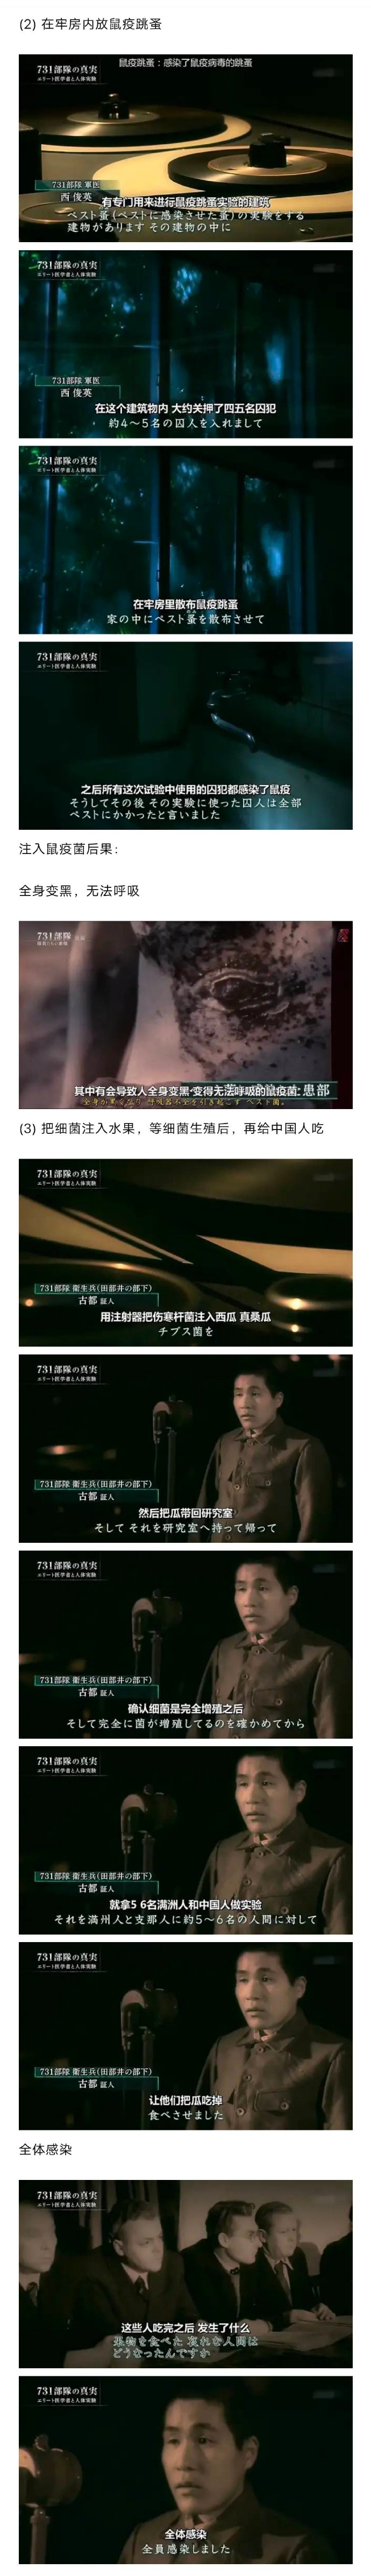 (2) 在牢房内放鼠疫跳蚤
鼠疫跳蚤：感染了鼠疫病毒的跳蚤
731部隊の真実
エリート医学者と人体実験
731部隊 軍医
西 俊英
有专门用来进行鼠疫跳蚤实验的建筑
ペスト蚤(ペストに感染させた蚤)の実験をする
建物があります その建物の中に
731部隊の真実
エリート医学者と人体実験
731部隊 軍医
西 俊英
在这个建筑物内 大约关押了四五名囚犯
約4～5名の囚人を入れまして
731部隊の真実
エリート医学者と人体実験
在牢房里散布鼠疫跳蚤
家の中にペスト蚤を散布させて
731部隊の真実
エリート医学者と人体実験
之后所有这次试验中使用的囚犯都感染了鼠疫
そうしてその後 その実験に使った囚人は全部
ペストにかかったと言いました
注入鼠疫菌后果：
全身变黑，无法呼吸
731部隊
其中有会导致人全身变黑·变得无法呼吸的鼠疫菌
患部
(3) 把细菌注入水果，等细菌生殖后，再给中国人吃
731部隊の真実
エリート医学者と人体実験
731部隊 衛生兵(田部井の部下)
古都 証人
用注射器把伤寒杆菌注入西瓜 真桑瓜
チブス菌を
731部隊の真実
エリート医学者と人体実験
731部隊 衛生兵(田部井の部下)
古都 証人
然后把瓜带回研究室
そして それを研究室へ持って帰って
731部隊の真実
エリート医学者と人体実験
731部隊 衛生兵(田部井の部下)
古都 証人
确认细菌是完全增殖之后
そして完全に菌が増殖してるのを確かめてから
731部隊の真実
エリート医学者と人体実験
731部隊 衛生兵(田部井の部下)
古都 証人
就拿5 6名满洲人和中国人做实验
それを満州人と支那人に約5～6名の人間に対して
731部隊の真実
エリート医学者と人体実験
731部隊 衛生兵(田部井の部下)
古都 証人
让他们把瓜吃掉
食べさせました
全体感染
731部隊の真実
エリート医学者と人体実験
这些人吃完之后 发生了什么
果物を食べた 哀れな人間は
どうなったんですか
731部隊の真実
エリート医学者と人体実験
全体感染
全員感染しました